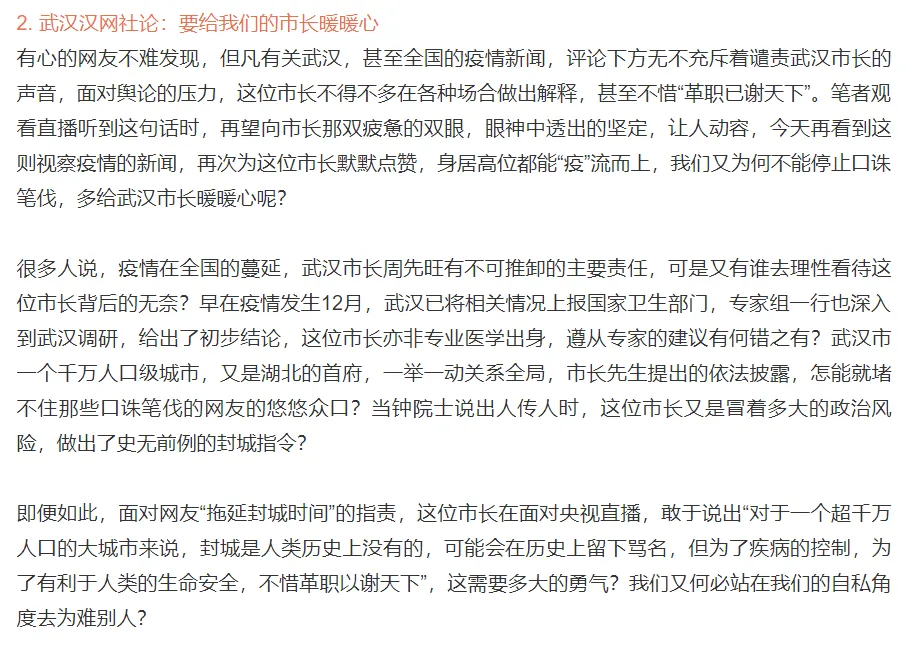 2. 武汉汉网社论：要给我们的市长暖暖心
有心的网友不难发现，但凡有关武汉，甚至全国的疫情新闻，评论下方无不充斥着谴责武汉市长的
声音，面对舆论的压力，这位市长不得不多在各种场合做出解释，甚至不惜“革职已谢天下”。笔者观
看直播听到这句话时，再望向市长那双疲惫的双眼，眼神中透出的坚定，让人动容，今天再看到这
则视察疫情的新闻，再次为这位市长默默点赞，身居高位都能“疫”流而上，我们又为何不能停止口诛
笔伐，多给武汉市长暖暖心呢？
很多人说，疫情在全国的蔓延，武汉市长周先旺有不可推卸的主要责任，可是又有谁去理性看待这
位市长背后的无奈？早在疫情发生12月，武汉已将相关情况上报国家卫生部门，专家组一行也深入
到武汉调研，给出了初步结论，这位市长亦非专业医学出身，遵从专家的建议有何错之有？武汉市
一个千万人口级城市，又是湖北的首府，一举一动关系全局，市长先生提出的依法披露，怎能就堵
不住那些口诛笔伐的网友的悠悠众口？当钟院士说出人传人时，这位市长又是冒着多大的政治风
险，做出了史无前例的封城指令？
即便如此，面对网友“拖延封城时间”的指责，这位市长在面对央视直播，敢于说出“对于一个超千万
人口的大城市来说，封城是人类历史上没有的，可能会在历史上留下骂名，但为了疾病的控制，为
了有利于人类的生命安全，不惜革职以谢天下”，这需要多大的勇气？我们又何必站在我们的自私角
度去为难别人？